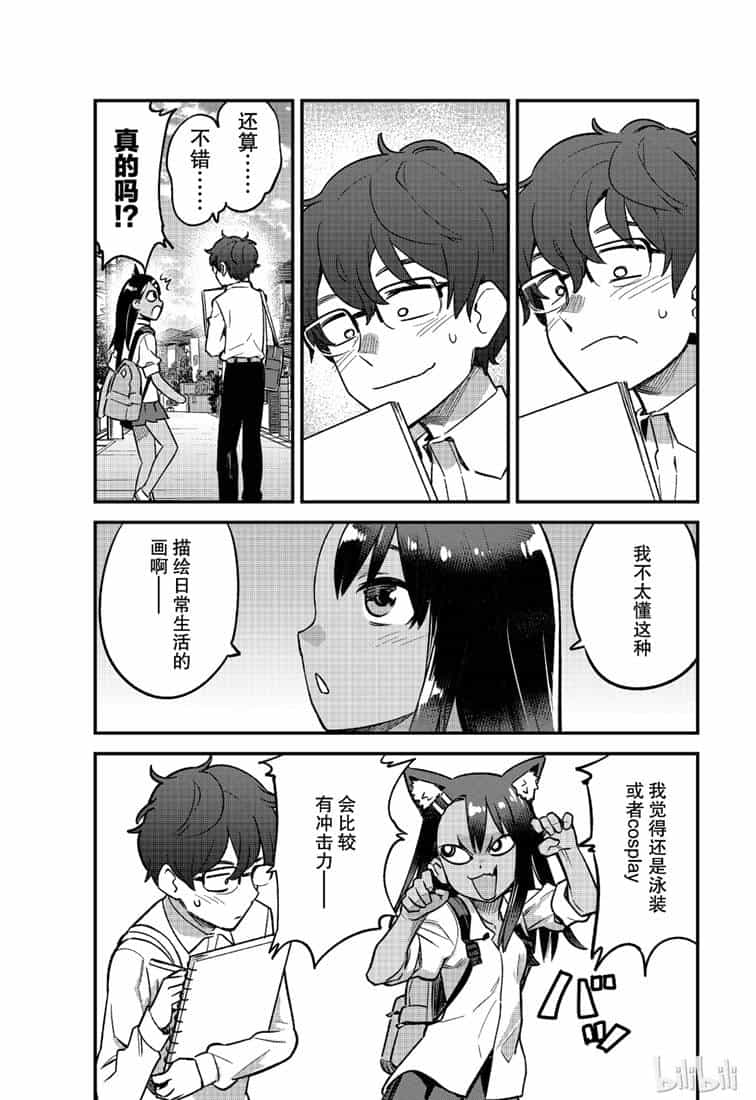 还算……
不错……
真的吗!?
我不太懂这种
描绘日常生活的
画啊——
我觉得还是泳装
或者cosplay
会比较
有冲击力——
バッ
bilibili